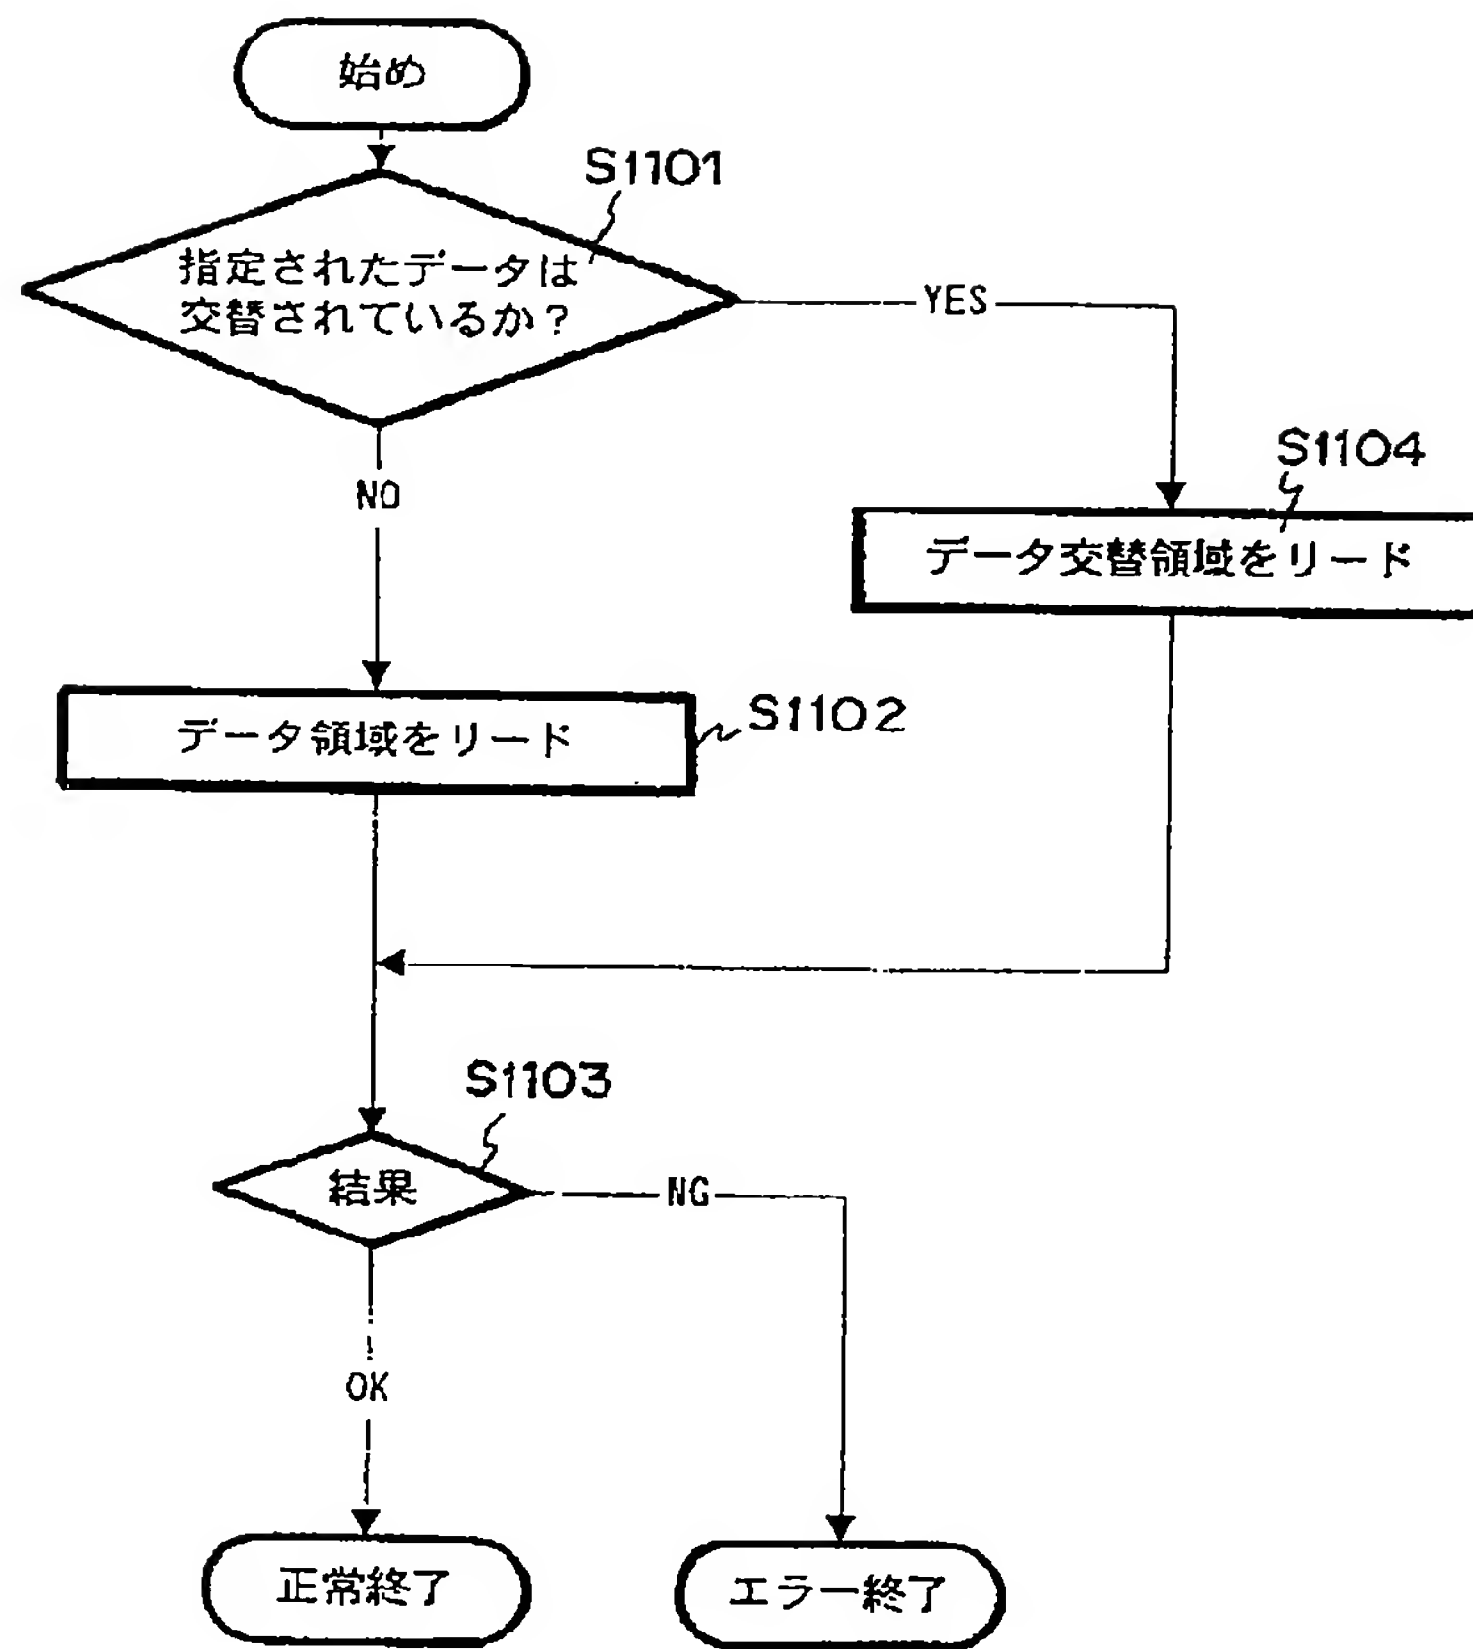 始め
S1101
指定されたデータは
交替されているか？
YES
NO
S1104
データ交替領域をリード
データ領域をリード
S1102
S1103
結果
NG
OK
正常終了
エラー終了